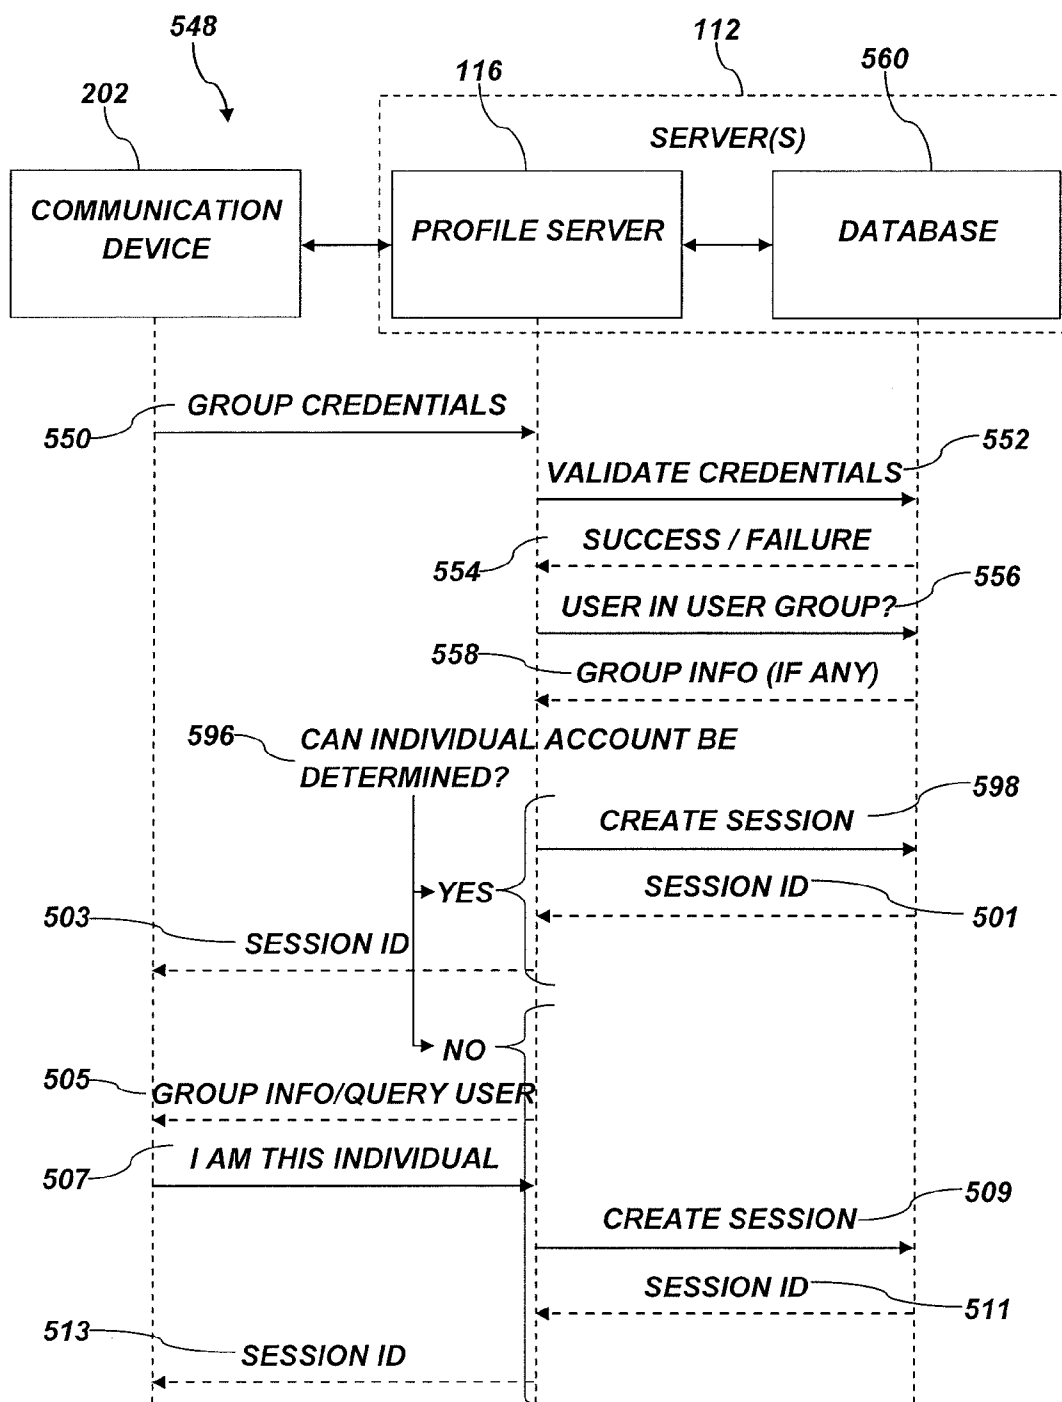 548
112
116
560
202
SERVER(S)
COMMUNICATION
DEVICE
PROFILE SERVER
DATABASE
GROUP CREDENTIALS
550
552
VALIDATE CREDENTIALS
SUCCESS / FAILURE
554
556
USER IN USER GROUP?
558
GROUP INFO (IF ANY)
596
CAN INDIVIDUAL ACCOUNT BE
DETERMINED?
598
CREATE SESSION
YES
SESSION ID
501
503
SESSION ID
NO
505
GROUP INFO/QUERY USER
I AM THIS INDIVIDUAL
507
509
CREATE SESSION
SESSION ID
511
513
SESSION ID